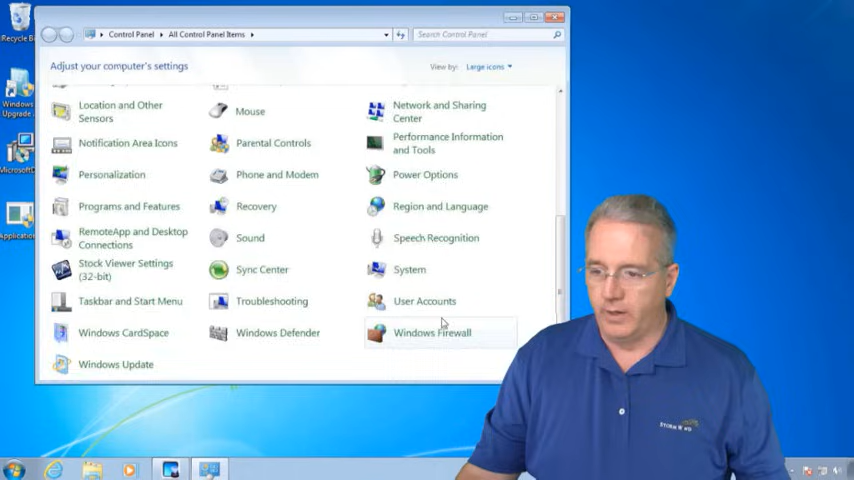 Recycle Bi
Control Panel
All Control Panel Items
Search Control Panel
Adjust your computer's settings
View by:
Large icons
Windows
Upgrade
Location and Other
Sensors
Mouse
Network and Sharing
Center
Notification Area Icons
Parental Controls
Performance Information
and Tools
Personalization
Phone and Modem
Power Options
Programs and Features
Recovery
Region and Language
RemoteApp and Desktop
Connections
Sound
Speech Recognition
Stock Viewer Settings
(32-bit)
Sync Center
System
Taskbar and Start Menu
Troubleshooting
User Accounts
Windows CardSpace
Windows Defender
Windows Firewall
Windows Update
Application